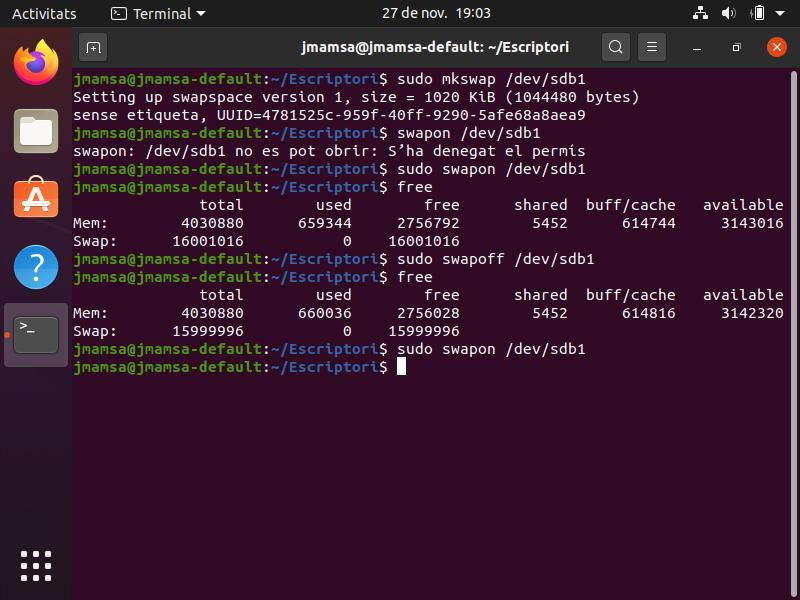 Activitats Terminal 27 de nov. 19:03
jmamsa@jmamsa-default: ~/Escriptori
jmamsa@jmamsa-default:~/Escriptori$ sudo mkswap /dev/sdb1
Setting up swapspace version 1, size = 1020 KiB (1044480 bytes)
sense etiqueta, UUID=4781525c-959f-40ff-9290-5afe68a8aea9
jmamsa@jmamsa-default:~/Escriptori$ swapon /dev/sdb1
swapon: /dev/sdb1 no es pot obrir: S’ha denegat el permis
jmamsa@jmamsa-default:~/Escriptori$ sudo swapon /dev/sdb1
jmamsa@jmamsa-default:~/Escriptori$ free
total used free shared buff/cache available
Mem: 4030880 659344 2756792 5452 614744 3143016
Swap: 16001016 0 16001016
jmamsa@jmamsa-default:~/Escriptori$ sudo swapoff /dev/sdb1
jmamsa@jmamsa-default:~/Escriptori$ free
total used free shared buff/cache available
Mem: 4030880 660036 2756028 5452 614816 3142320
Swap: 15999996 0 15999996
jmamsa@jmamsa-default:~/Escriptori$ sudo swapon /dev/sdb1
jmamsa@jmamsa-default:~/Escriptori$